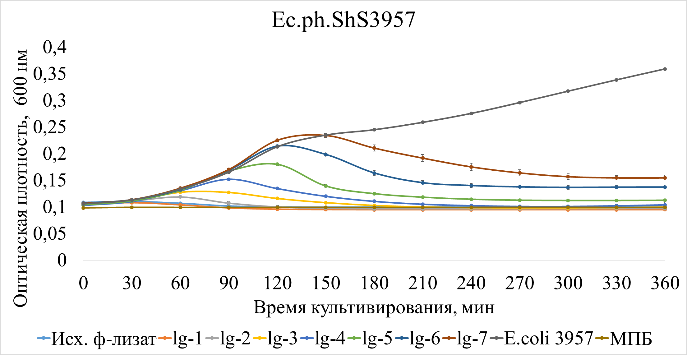 Ec.ph.ShS3957
Оптическая плотность, 600 нм
0,4
0,35
0,3
0,25
0,2
0,15
0,1
0,05
0
0 30 60 90 120 150 180 210 240 270 300 330 360
Время культивирования, мин
Исх. ф-лизат lg-1 lg-2 lg-3 lg-4 lg-5 lg-6 lg-7 E.coli 3957 МПБ